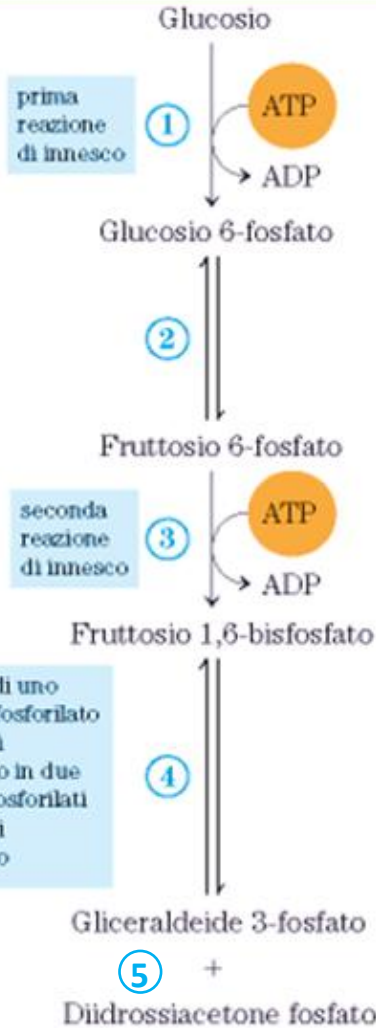 Glucosio
prima
reazione
di innesco
1
ATP
ADP
Glucosio 6-fosfato
2
Fruttosio 6-fosfato
seconda
reazione
di innesco
3
ATP
ADP
Fruttosio 1,6-bisfosfato
di uno
fosforilato
in due
osforilati
4
Gliceraldeide 3-fosfato
5 +
Diidrossiacetone fosfato